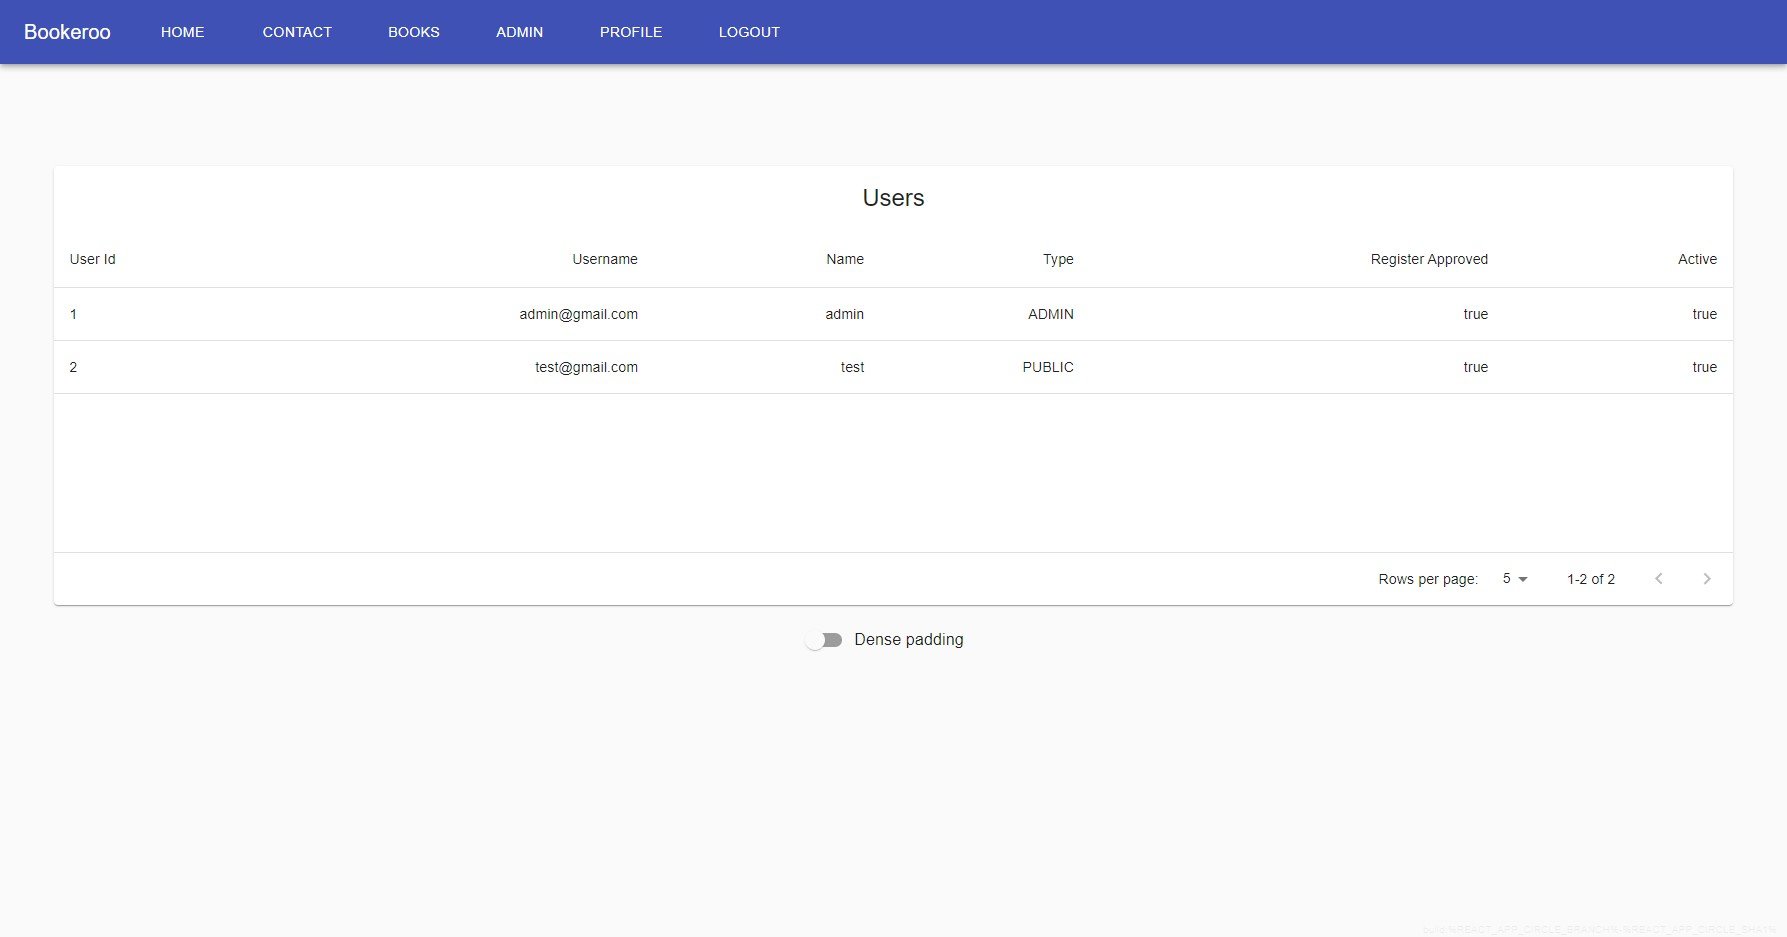 Bookeroo HOME CONTACT BOOKS ADMIN PROFILE LOGOUT
Users
User Id Username Name Type Register Approved Active
1 admin@gmail.com admin ADMIN true true
2 test@gmail.com test PUBLIC true true
Rows per page: 5 1-2 of 2
Dense padding